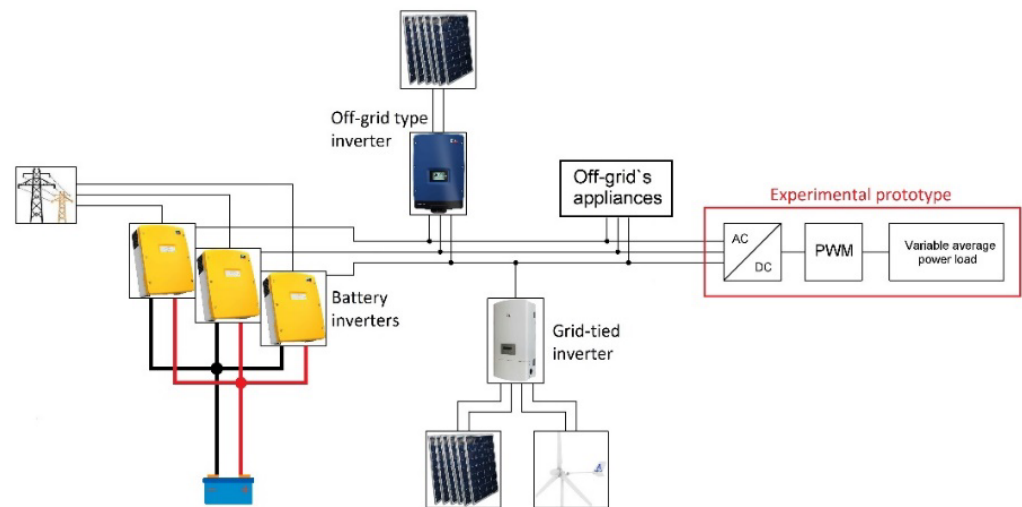 Off-grid type
inverter
Off-grid`s
appliances
Experimental prototype
AC
DC
PWM
Variable average
power load
Battery
inverters
Grid-tied
inverter